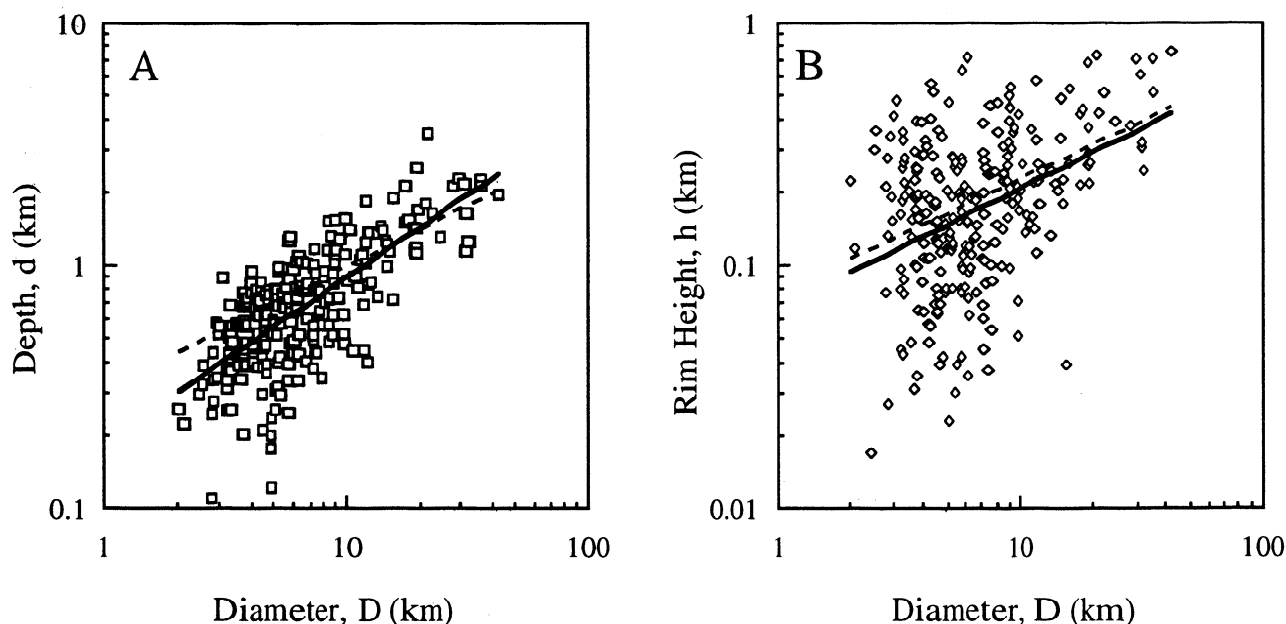 10
A
Depth, d (km)
1
0.1
1
10
100
Diameter, D (km)
1
B
Rim Height, h (km)
0.1
0.01
1
10
100
Diameter, D (km)